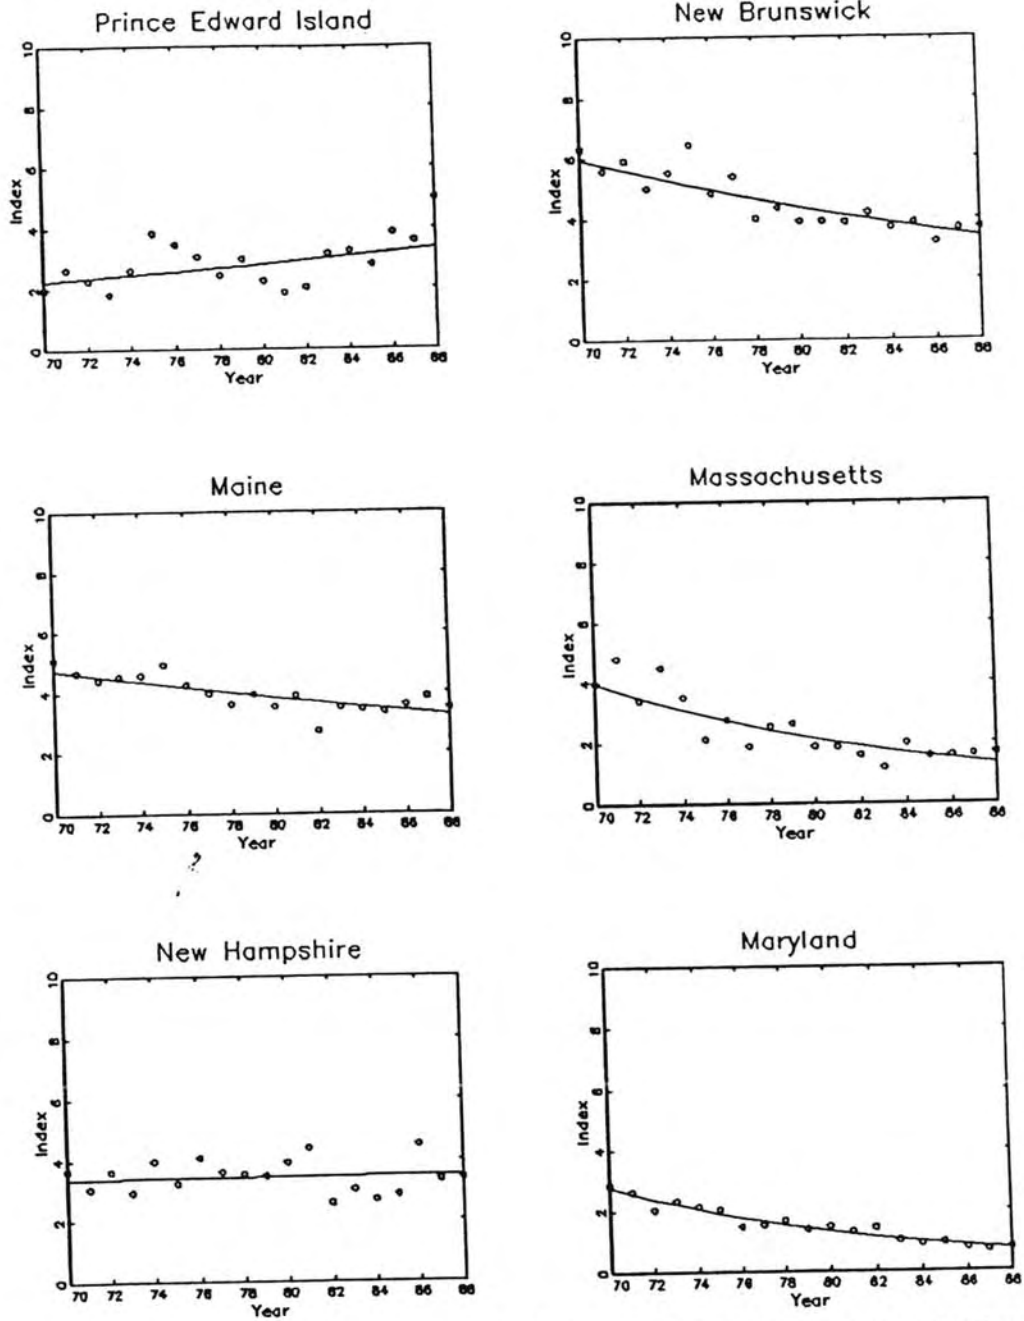 Prince Edward Island
Index
0 2 4 6 8 10
70 72 74 76 78 80 82 84 86 88
Year
New Brunswick
Index
0 2 4 6 8 10
70 72 74 76 78 80 82 84 86 88
Year
Maine
Index
0 2 4 6 8 10
70 72 74 76 78 80 82 84 86 88
Year
Massachusetts
Index
0 2 4 6 8 10
70 72 74 76 78 80 82 84 86 88
Year
New Hampshire
Index
0 2 4 6 8 10
70 72 74 76 78 80 82 84 86 88
Year
Maryland
Index
0 2 4 6 8 10
70 72 74 76 78 80 82 84 86 88
Year